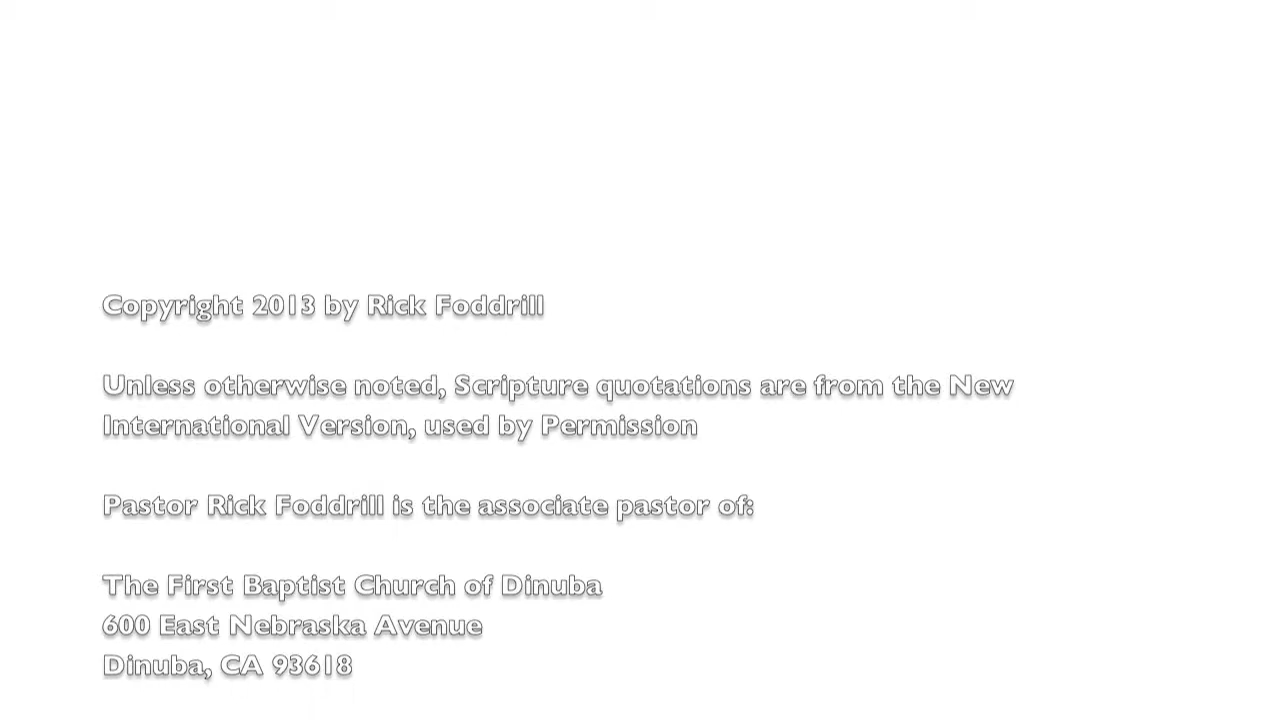 Copyright 2013 by Rick Foddrill
Unless otherwise noted, Scripture quotations are from the New
International Version, used by Permission
Pastor Rick Foddrill is the associate pastor of:
The First Baptist Church of Dinuba
600 East Nebraska Avenue
Dinuba, CA 93618